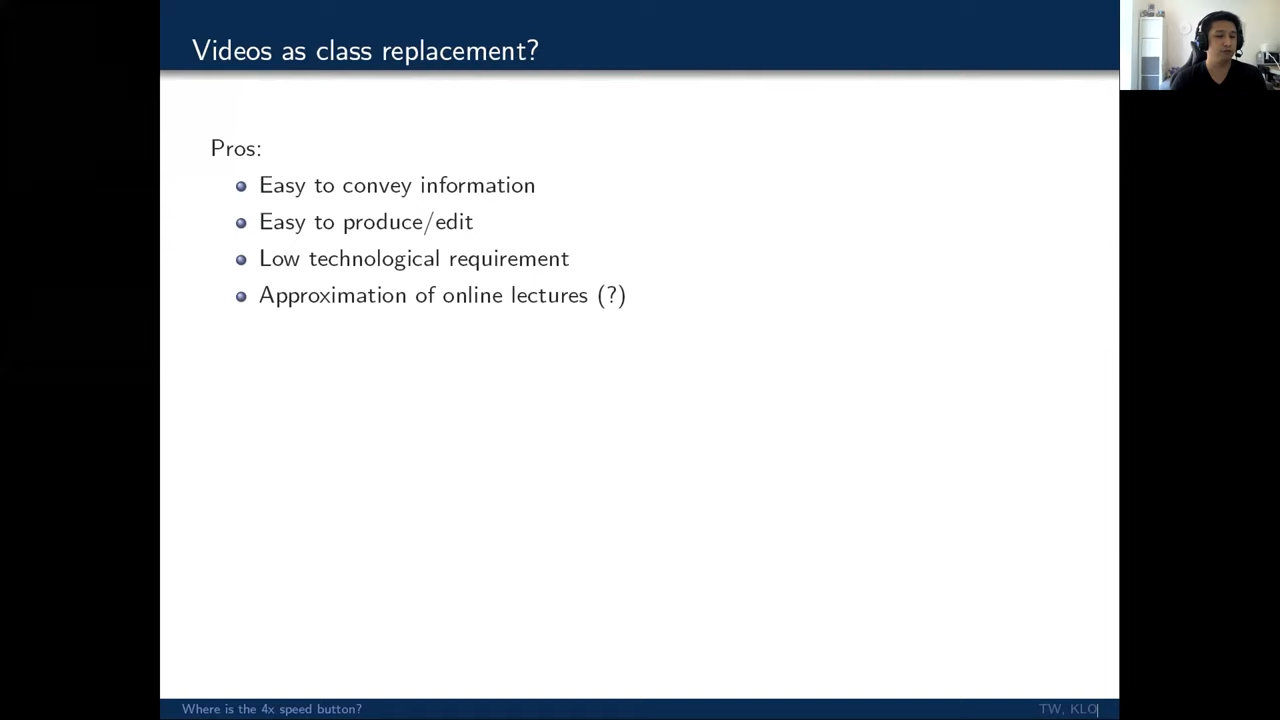 Videos as class replacement?
Pros:
Easy to convey information
Easy to produce/edit
Low technological requirement
Approximation of online lectures (?)
Where is the 4x speed button?
TW, KLO